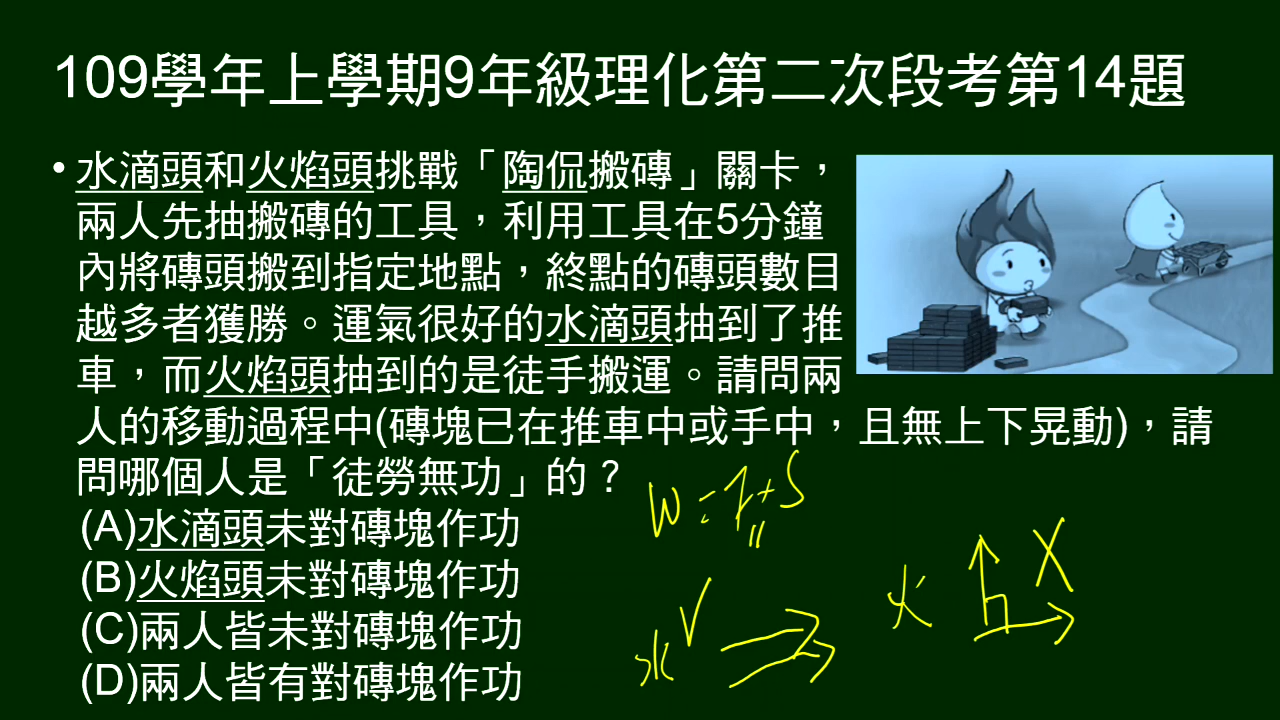 109學年上學期9年級理化第二次段考第14題
• 水滴頭和火焰頭挑戰「陶侃搬磚」關卡，
兩人先抽搬磚的工具，利用工具在5分鐘
內將磚頭搬到指定地點，終點的磚頭數目
越多者獲勝。運氣很好的水滴頭抽到了推
車，而火焰頭抽到的是徒手搬運。請問兩
人的移動過程中(磚塊已在推車中或手中，且無上下晃動)，請
問哪個人是「徒勞無功」的？
(A)水滴頭未對磚塊作功
(B)火焰頭未對磚塊作功
(C)兩人皆未對磚塊作功
(D)兩人皆有對磚塊作功
水
火